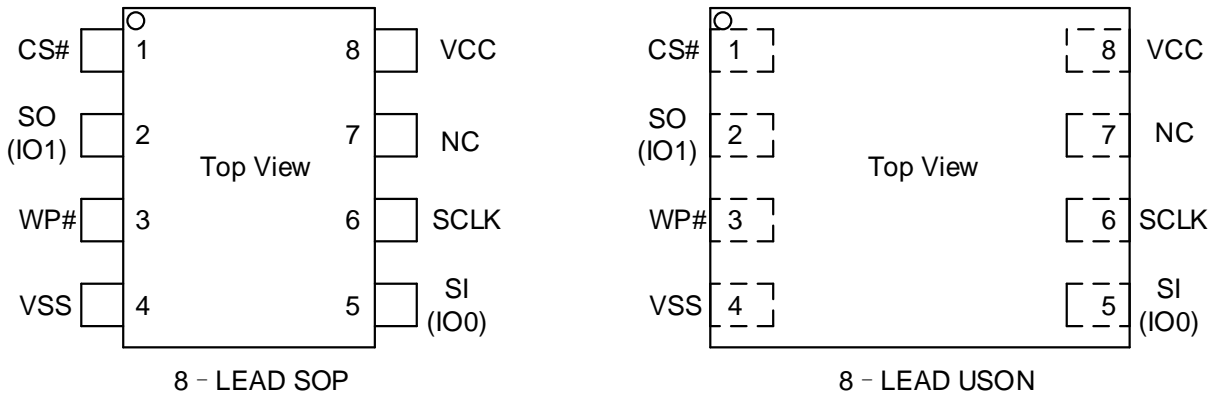 CS#
1
8
VCC
SO
(IO1)
2
7
NC
Top View
WP#
3
6
SCLK
VSS
4
5
SI
(IO0)
8 – LEAD SOP
CS#
1
8
VCC
SO
(IO1)
2
7
NC
Top View
WP#
3
6
SCLK
VSS
4
5
SI
(IO0)
8 – LEAD USON